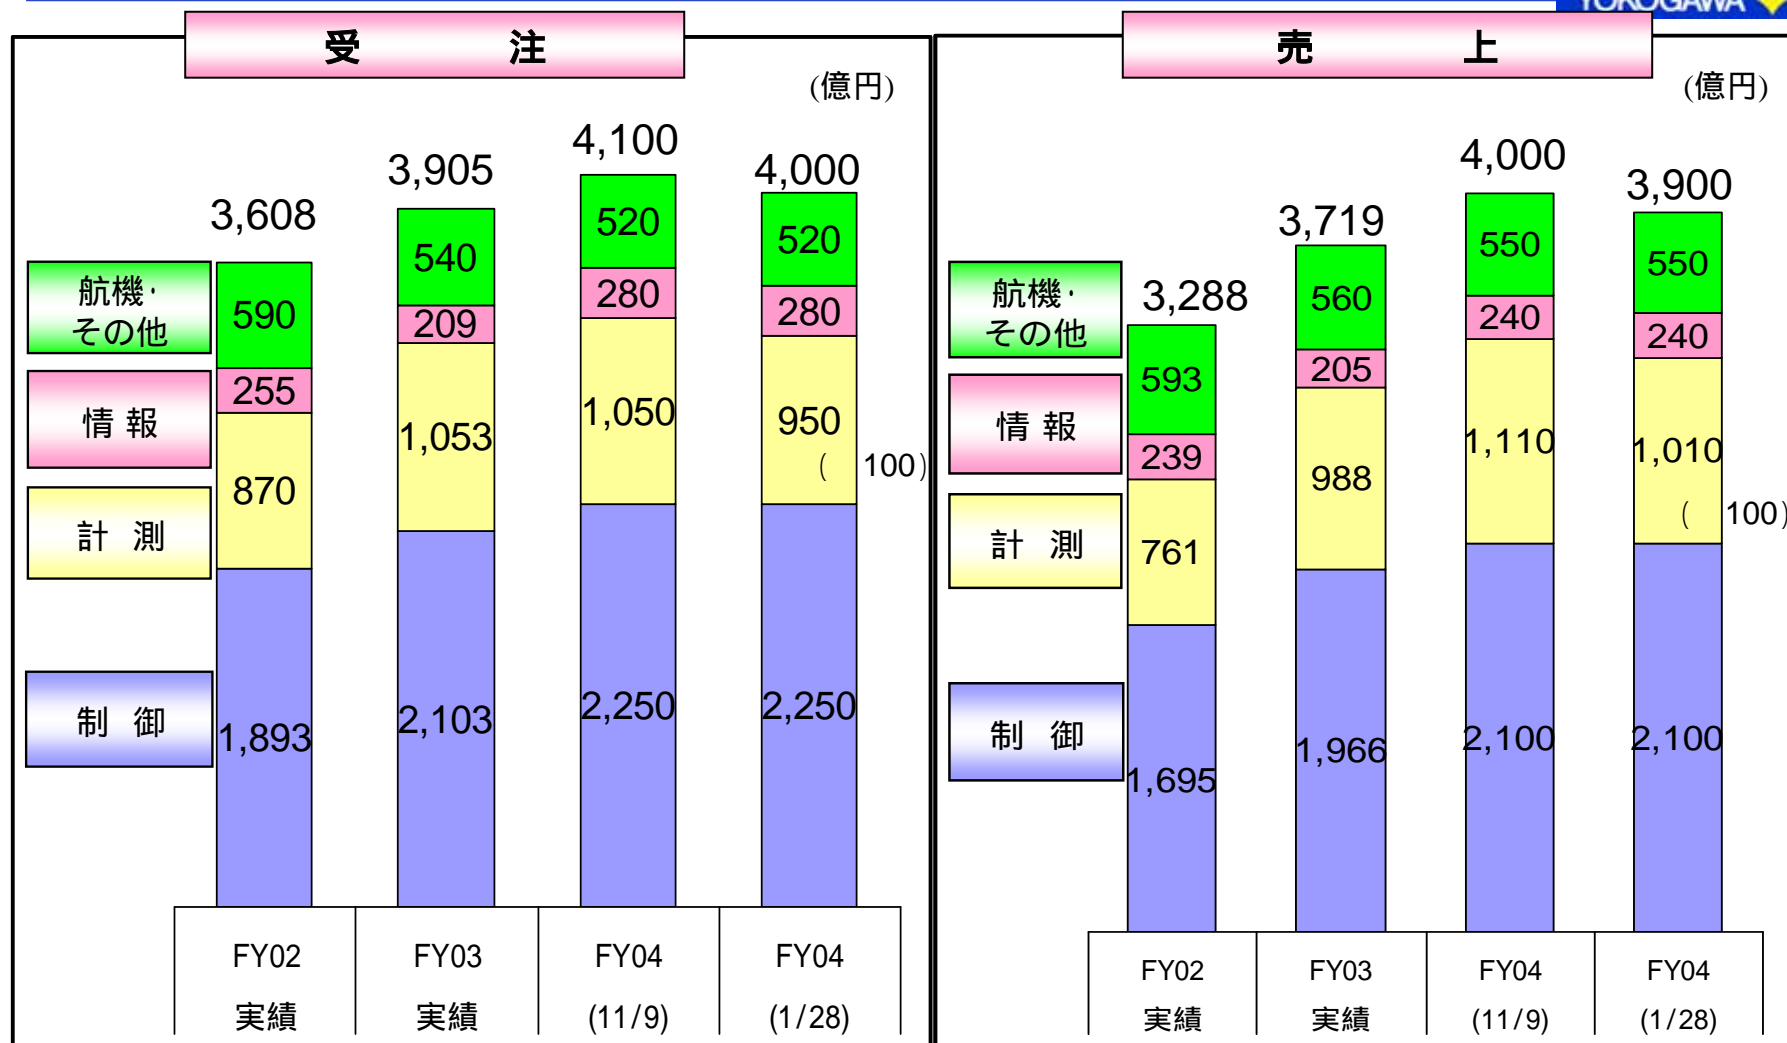 YOKOGAWA
受 注
(億円)
3,608
3,905
4,100
4,000
航機・
その他
情 報
計 測
制 御
590
255
870
1,893
540
209
1,053
2,103
520
280
1,050
2,250
520
280
950
( 100)
2,250
FY02
実績
FY03
実績
FY04
(11/9)
FY04
(1/28)
売 上
(億円)
3,288
3,719
4,000
3,900
航機・
その他
情 報
計 測
制 御
593
239
761
1,695
560
205
988
1,966
550
240
1,110
2,100
550
240
1,010
( 100)
2,100
FY02
実績
FY03
実績
FY04
(11/9)
FY04
(1/28)